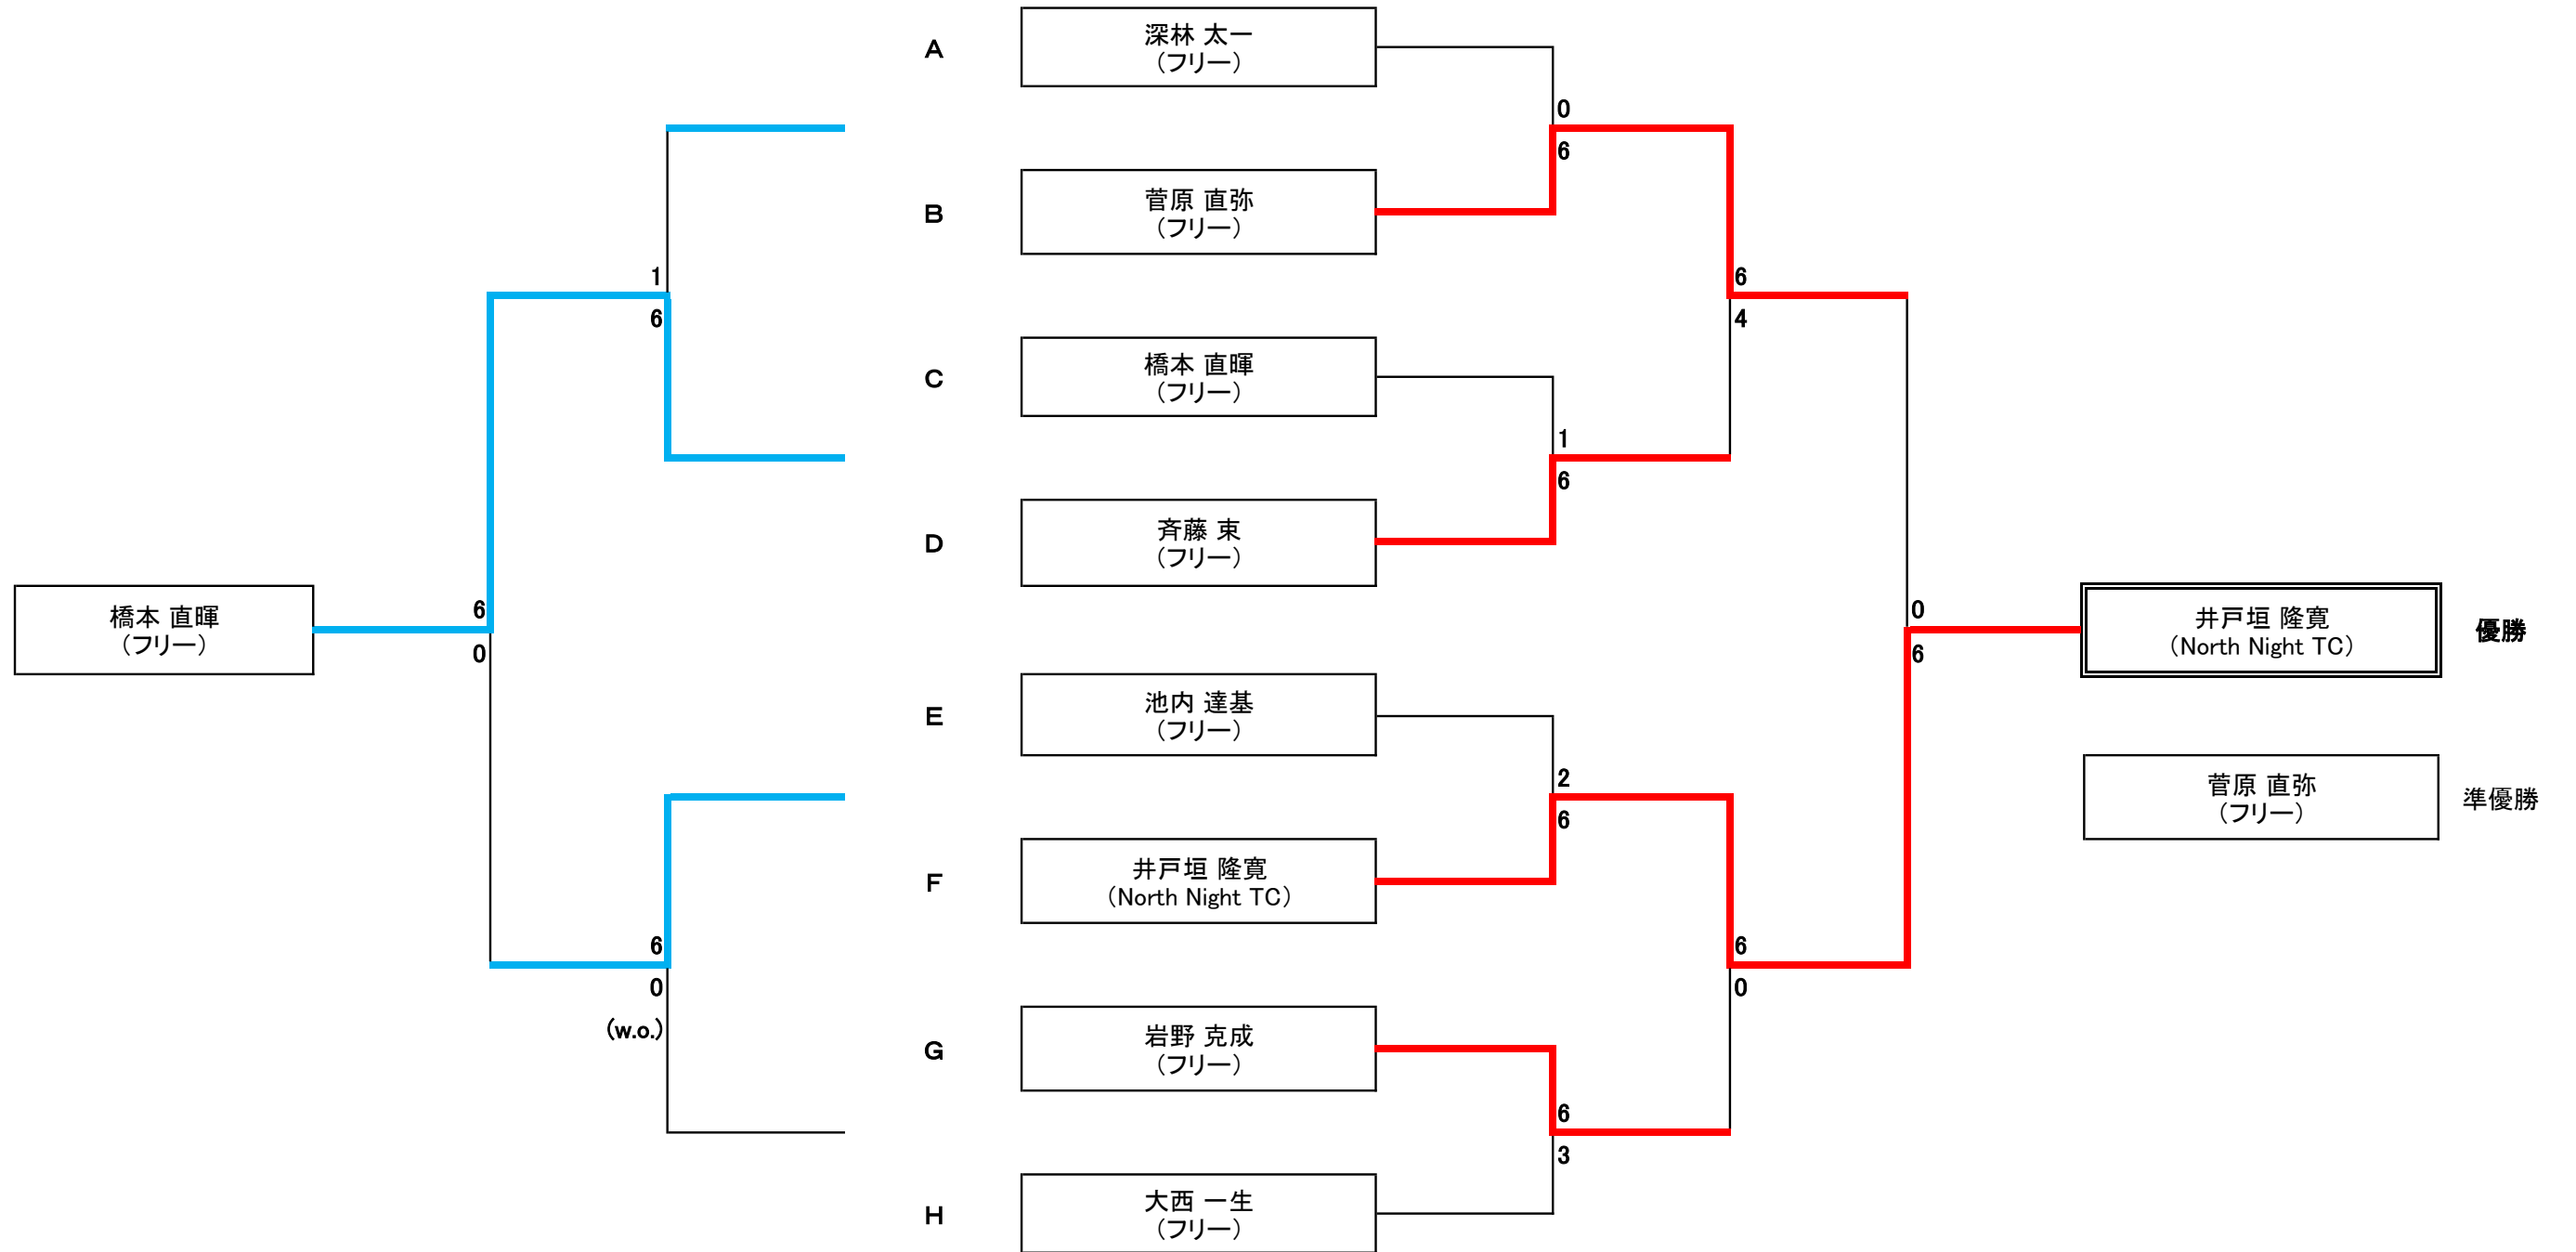 A
深林 太一
（フリー）
0
6
B
菅原 直弥
（フリー）
1
6
6
4
C
橋本 直暉
（フリー）
1
6
D
斉藤 東
（フリー）
橋本 直暉
（フリー）
6
0
0
6
井戸垣 隆寛
（North Night TC）
優勝
E
池内 達基
（フリー）
2
6
菅原 直弥
（フリー）
準優勝
F
井戸垣 隆寛
（North Night TC）
6
0
(w.o.)
6
0
G
岩野 克成
（フリー）
6
3
H
大西 一生
（フリー）